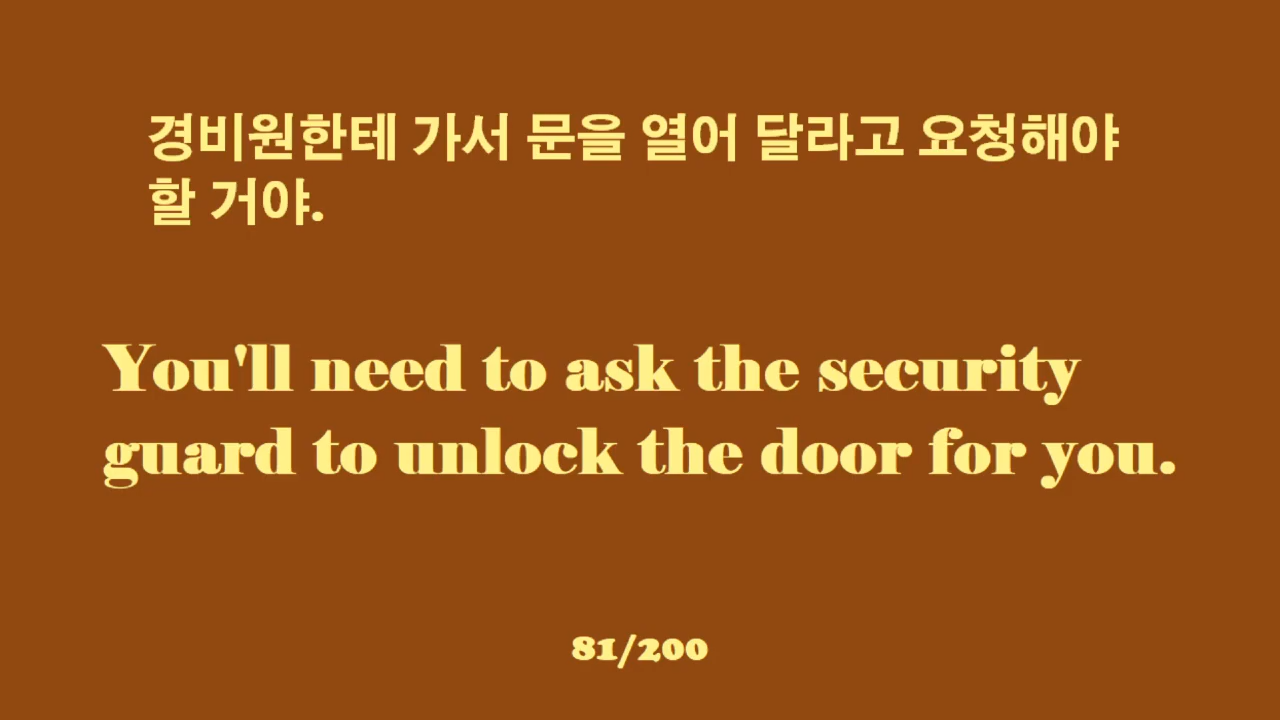 경비원한테 가서 문을 열어 달라고 요청해야
할 거야.
You'll need to ask the security
guard to unlock the door for you.
81/200